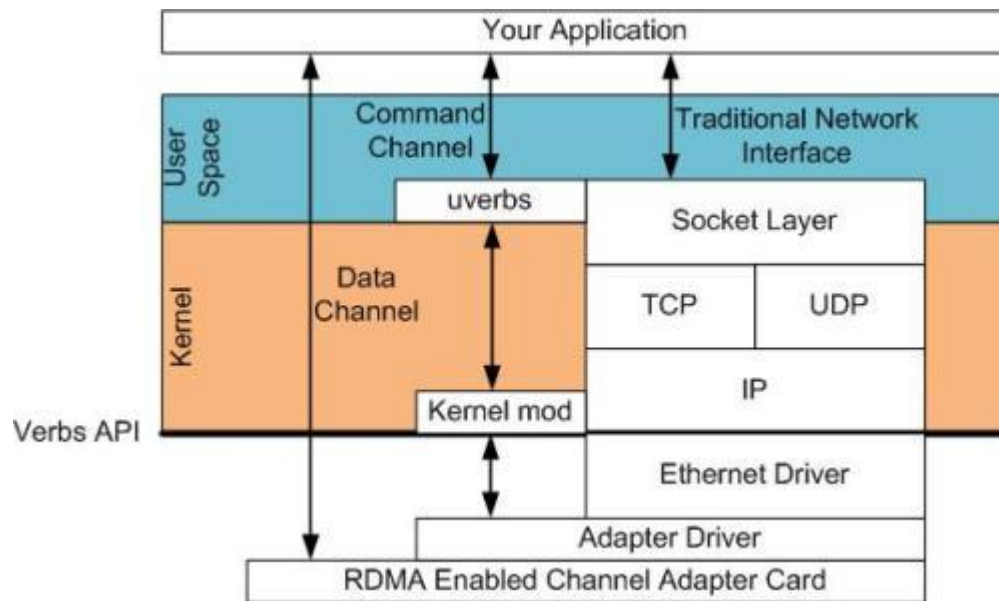 Your Application
User
Space
Command
Channel
Traditional Network
Interface
uverbs
Socket Layer
Kernel
Data
Channel
TCP
UDP
Kernel mod
IP
Verbs API
Ethernet Driver
Adapter Driver
RDMA Enabled Channel Adapter Card